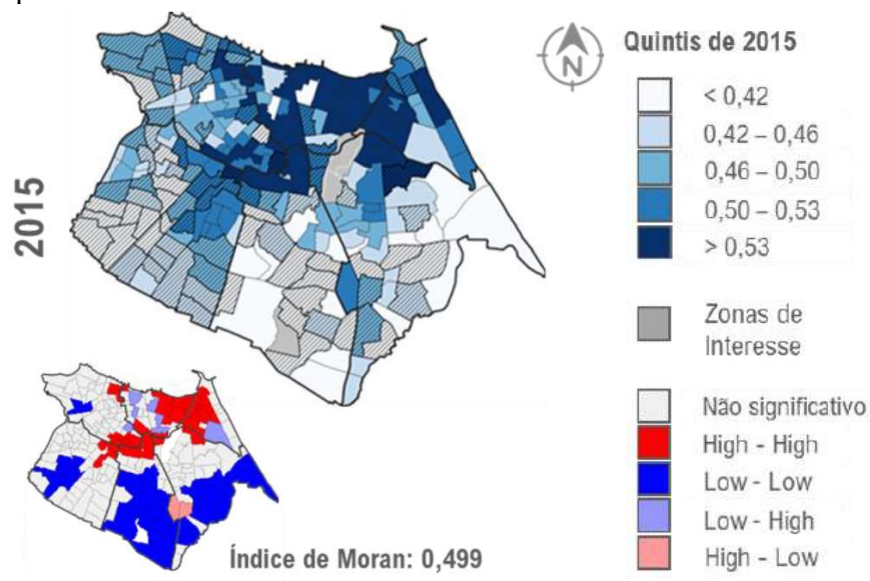 N
Quintis de 2015
< 0,42
0,42 – 0,46
0,46 – 0,50
0,50 – 0,53
> 0,53
2015
Zonas de
Interesse
Não significativo
High - High
Low - Low
Low - High
High - Low
Índice de Moran: 0,499